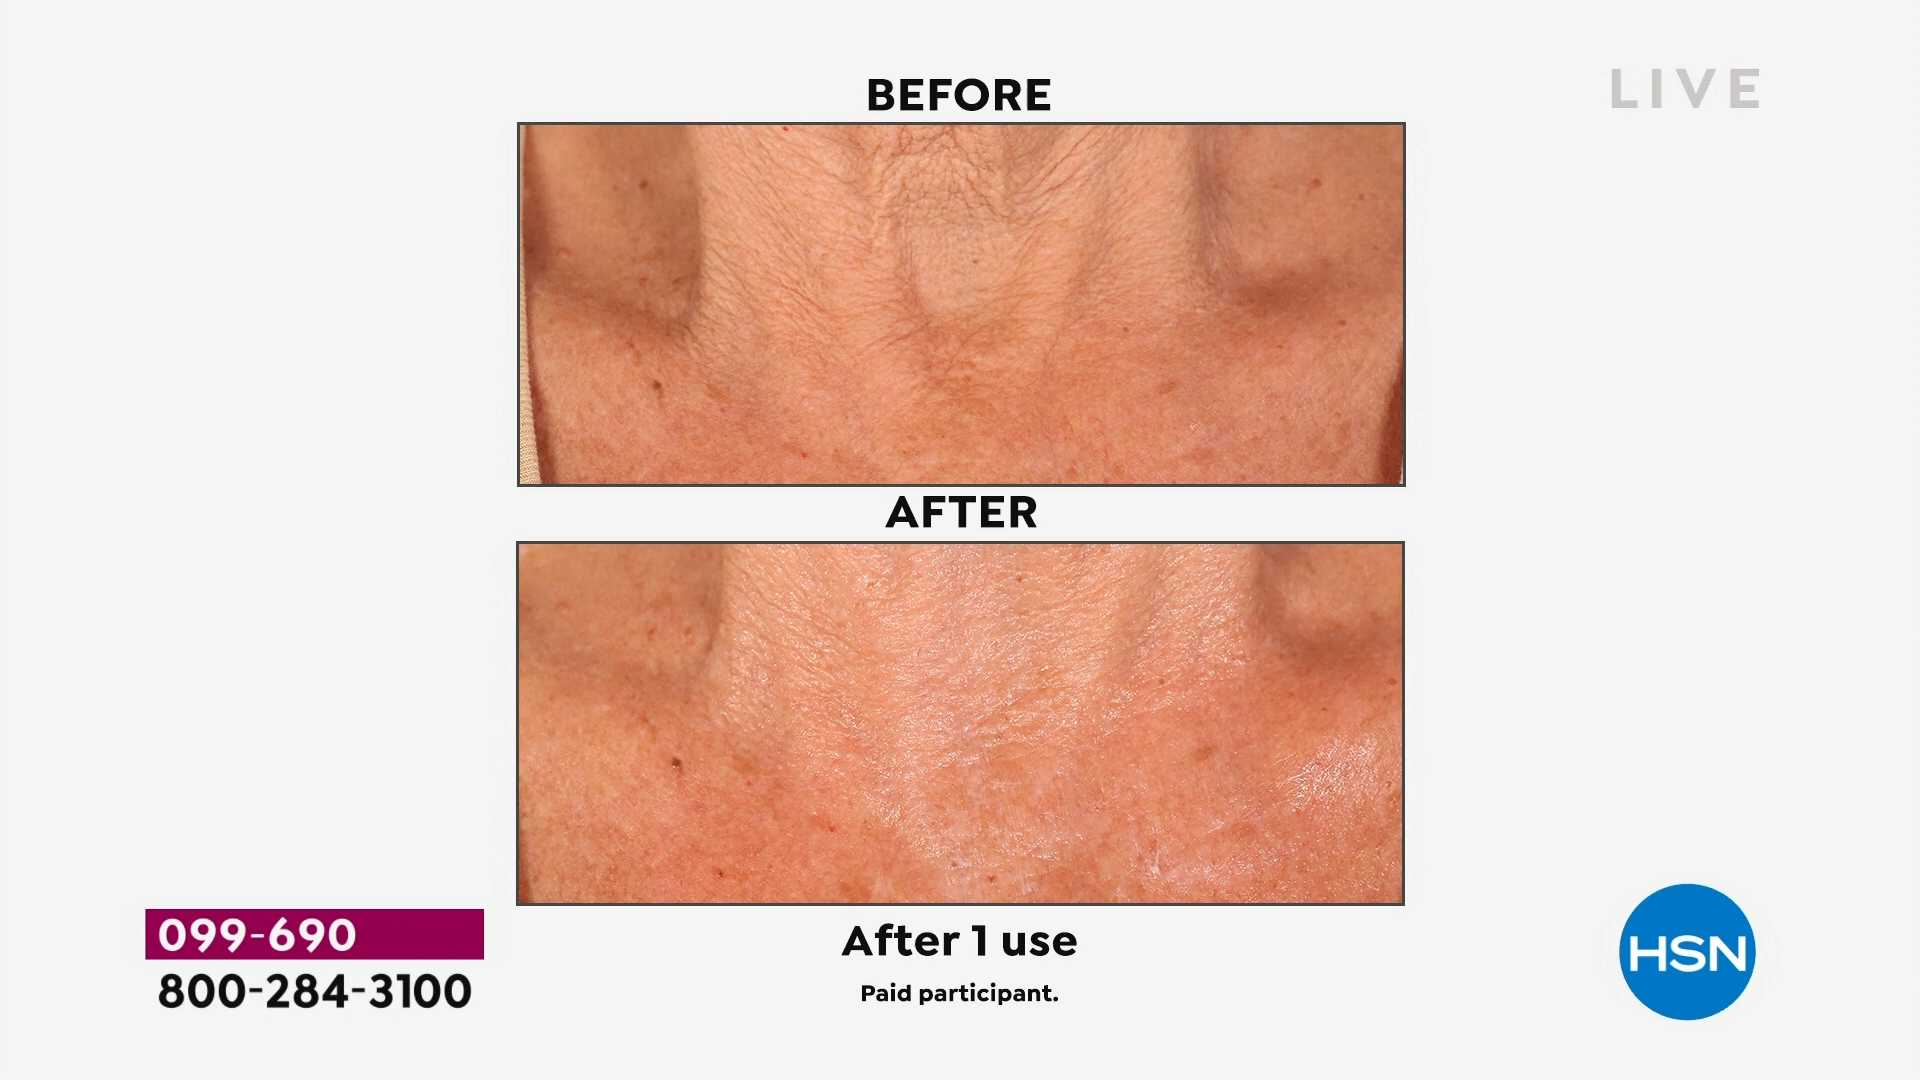 BEFORE
LIVE
AFTER
After 1 use
Paid participant.
099-690
800-284-3100
HSN